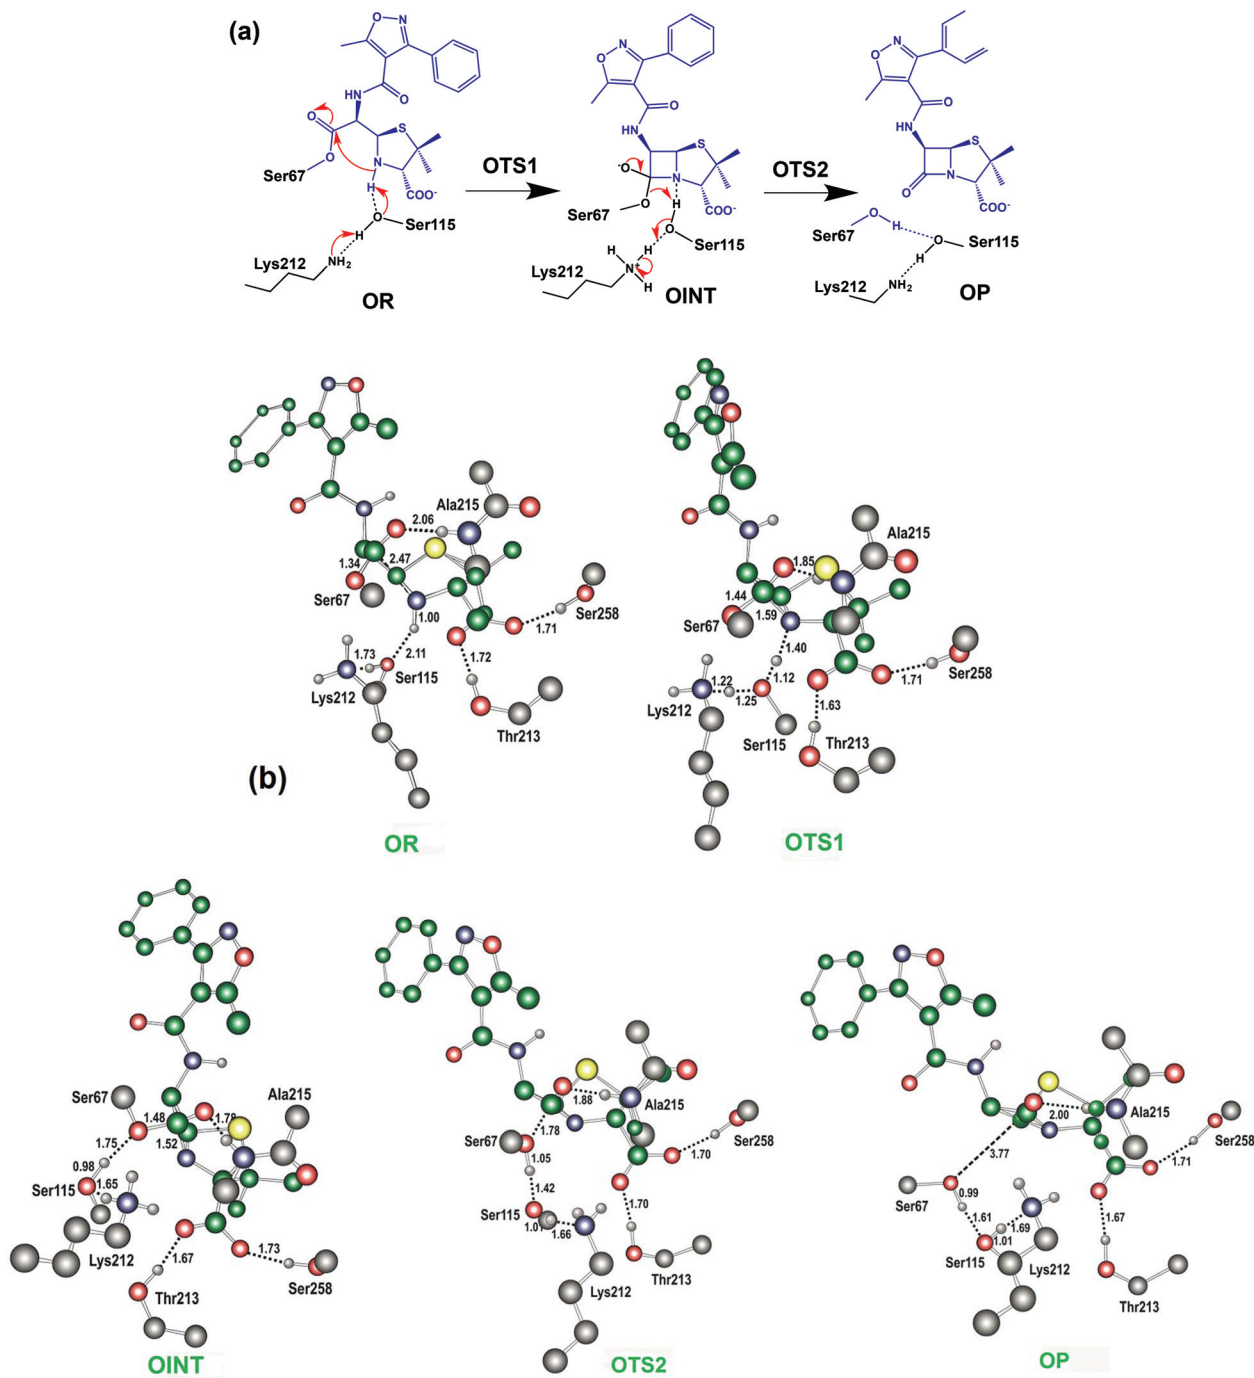 (a)
O
N
O
NH
O
S
O
N
H
COO-
Ser67
O
H
Ser115
Lys212
NH2
OR
OTS1
O
N
O
HN
-O
S
N
O
H
COO-
Ser67
O
Ser115
H
H
Lys212
N+
H
OINT
OTS2
O
N
O
HN
S
O
N
COO-
Ser67
O
H
O
Ser115
H
Lys212
NH2
OP
Ala215
2.06
1.34
2.47
Ser67
1.00
Ser258
1.71
1.73
2.11
Ser115
1.72
Lys212
Thr213
OR
Ala215
1.85
1.44
1.59
Ser67
1.40
1.71
Ser258
1.22
1.12
1.25
Lys212
1.63
Ser115
Thr213
OTS1
(b)
Ser67
Ala215
1.48
1.78
1.75
1.52
0.98
Ser115
1.65
Lys212
1.73
1.67
Ser258
Thr213
OINT
1.88
Ala215
1.78
Ser67
1.05
Ser258
1.70
1.42
1.70
Ser115
1.01
1.66
Thr213
Lys212
OTS2
2.00
Ala215
Ser258
3.77
1.71
Ser67
0.99
1.61
1.69
1.67
1.01
Ser115
Lys212
Thr213
OP